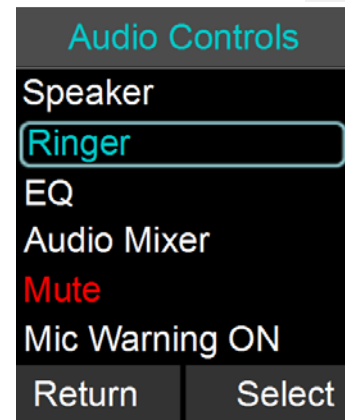 Audio Controls
Speaker
Ringer
EQ
Audio Mixer
Mute
Mic Warning ON
Return Select